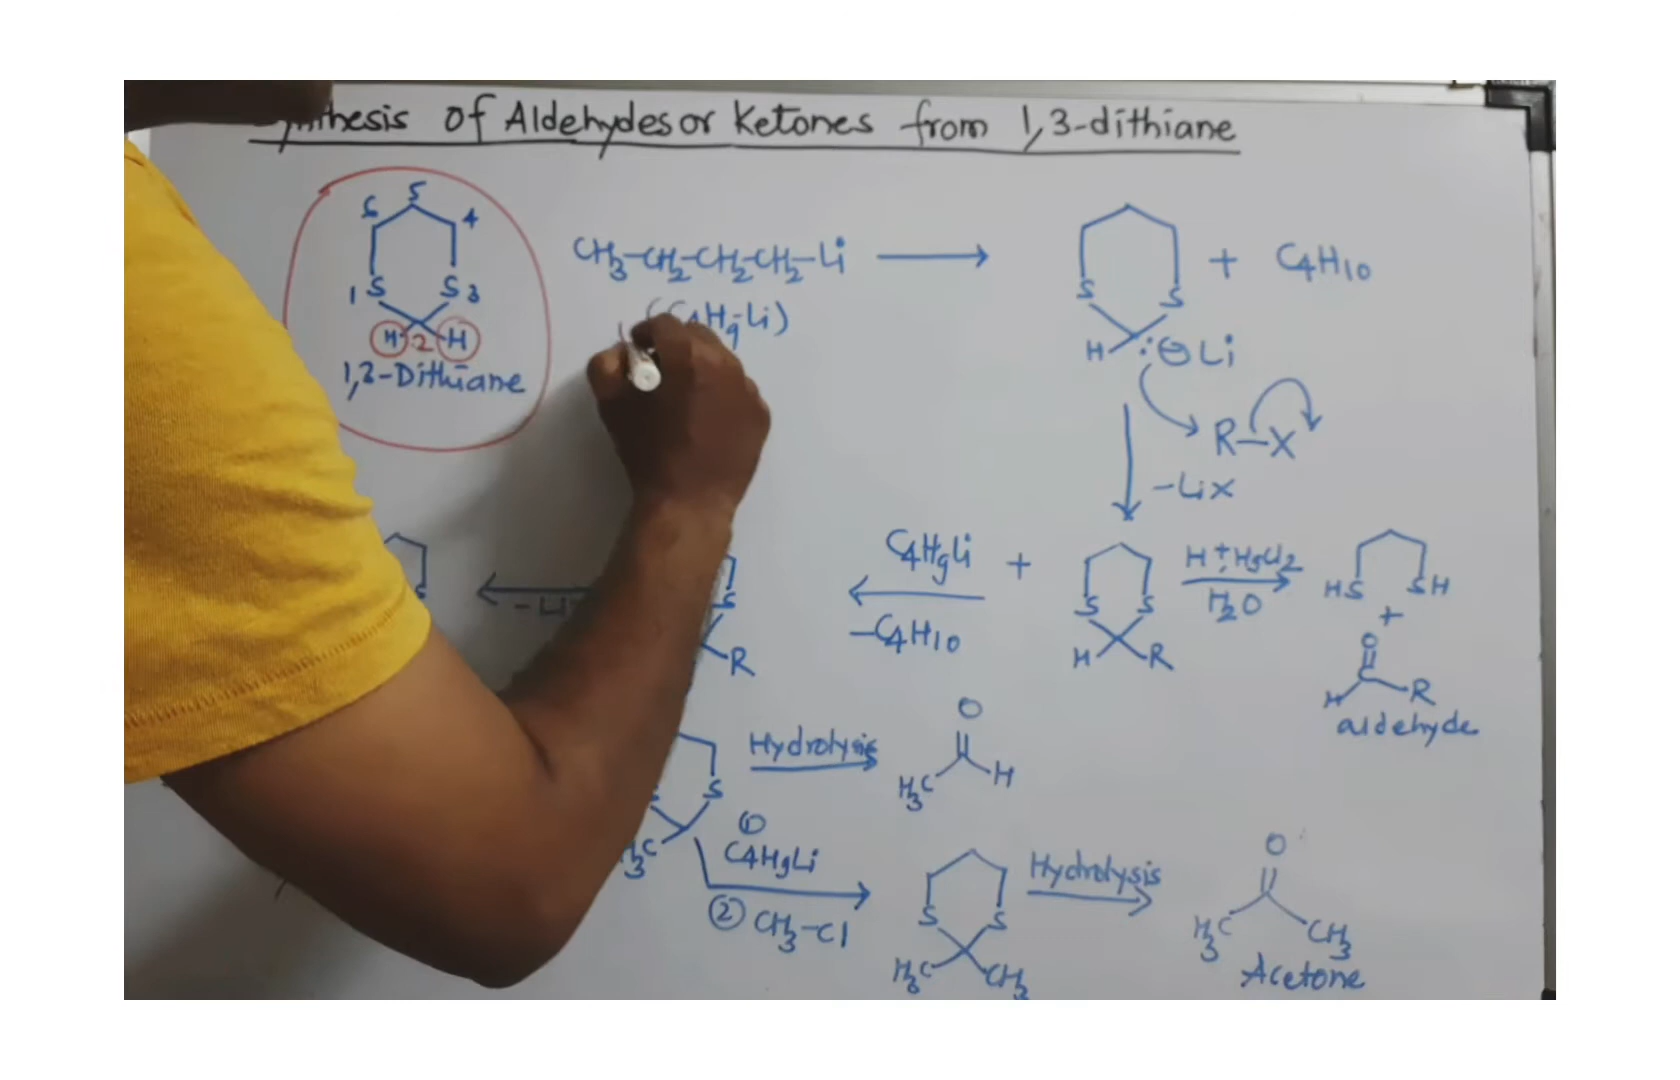 of Aldehydes or Ketones from 1,3-dithiane
6 5 4
1 S S 3
H 2 H
1,3-Dithiane
CH3-CH2-CH2-CH2-Li
(C4H9-Li)
S S
H :⊖Li
+ C4H10
R-X
-LiX
S
S
R
C4H9Li +
-C4H10
S S
H R
H+, HgCl2
H2O
HS SH
+
O
H R
aldehyde
S
H3C
Hydrolysis
O
H3C H
①
C4H9Li
② CH3-Cl
S S
H3C CH3
Hydrolysis
O
H3C CH3
Acetone